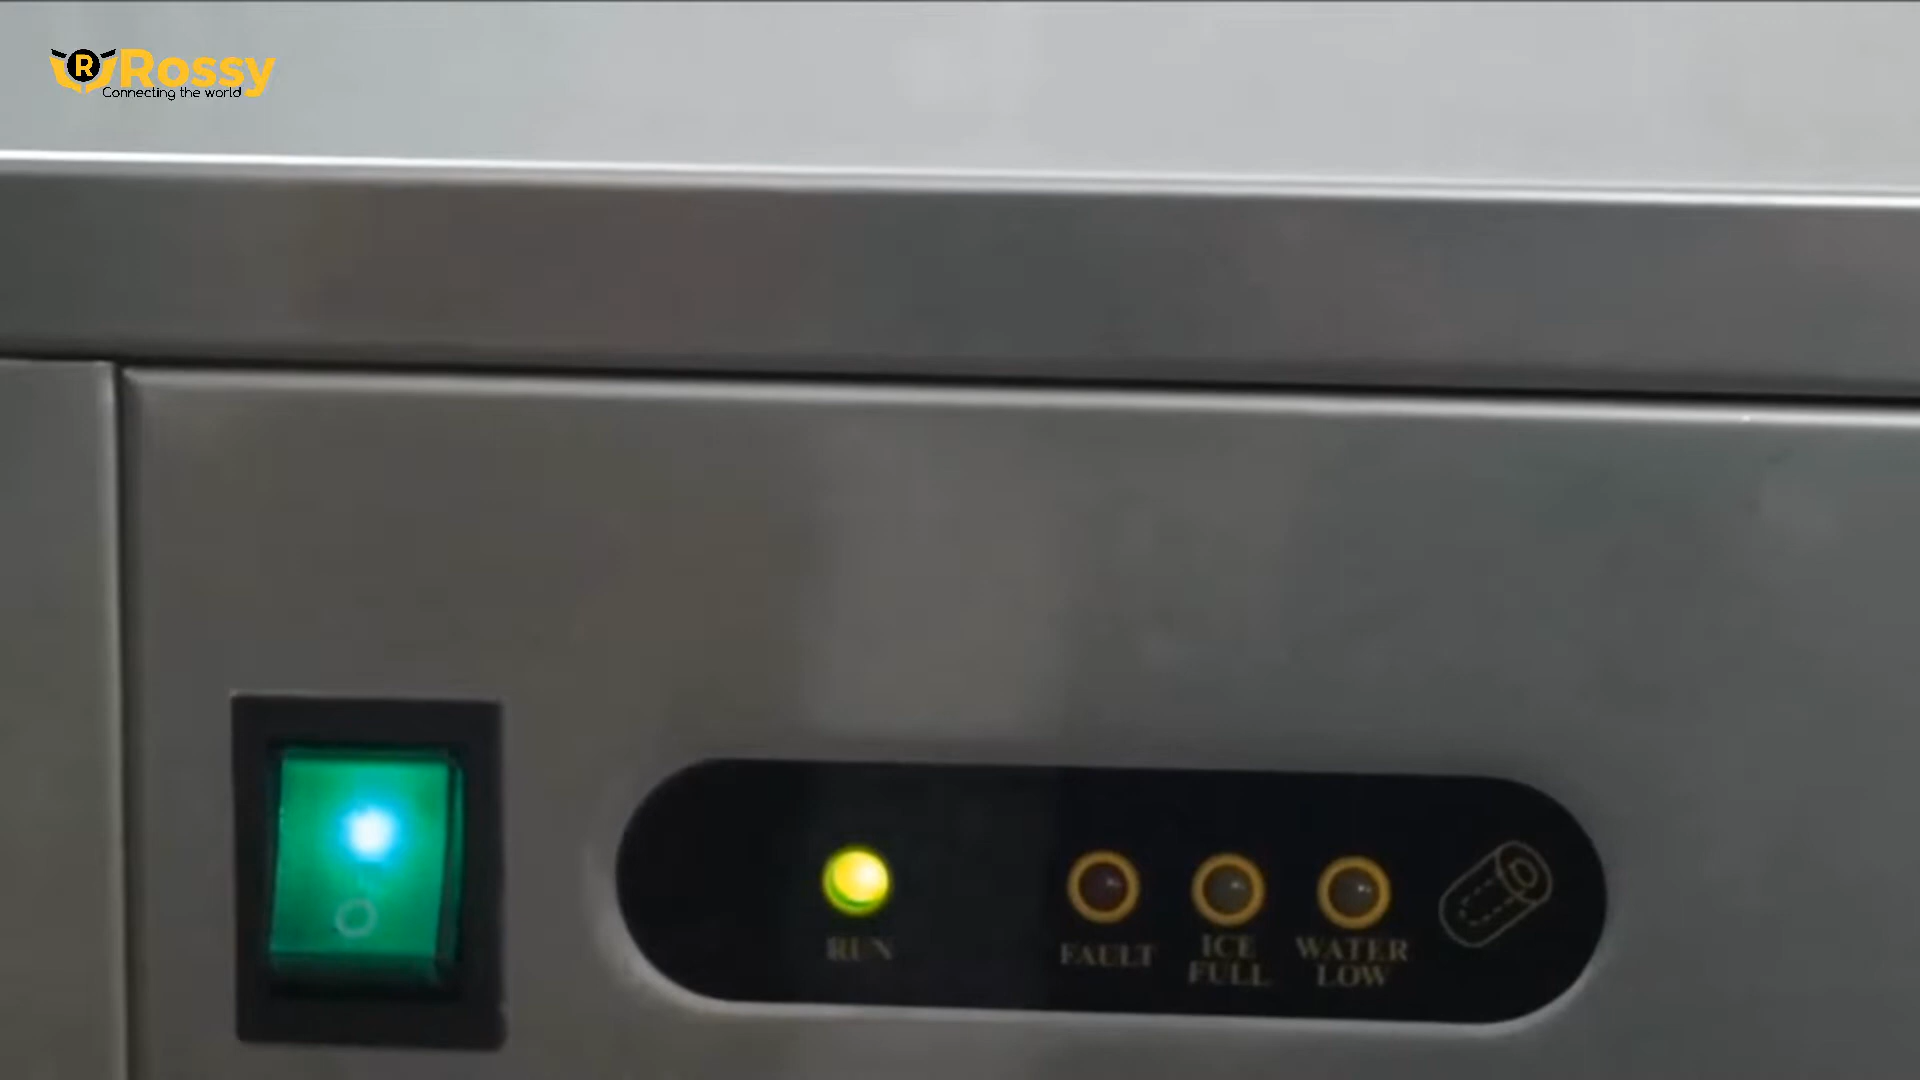 R Rossy
Connecting the world
RUN
FAULT
ICE
FULL
WATER
LOW